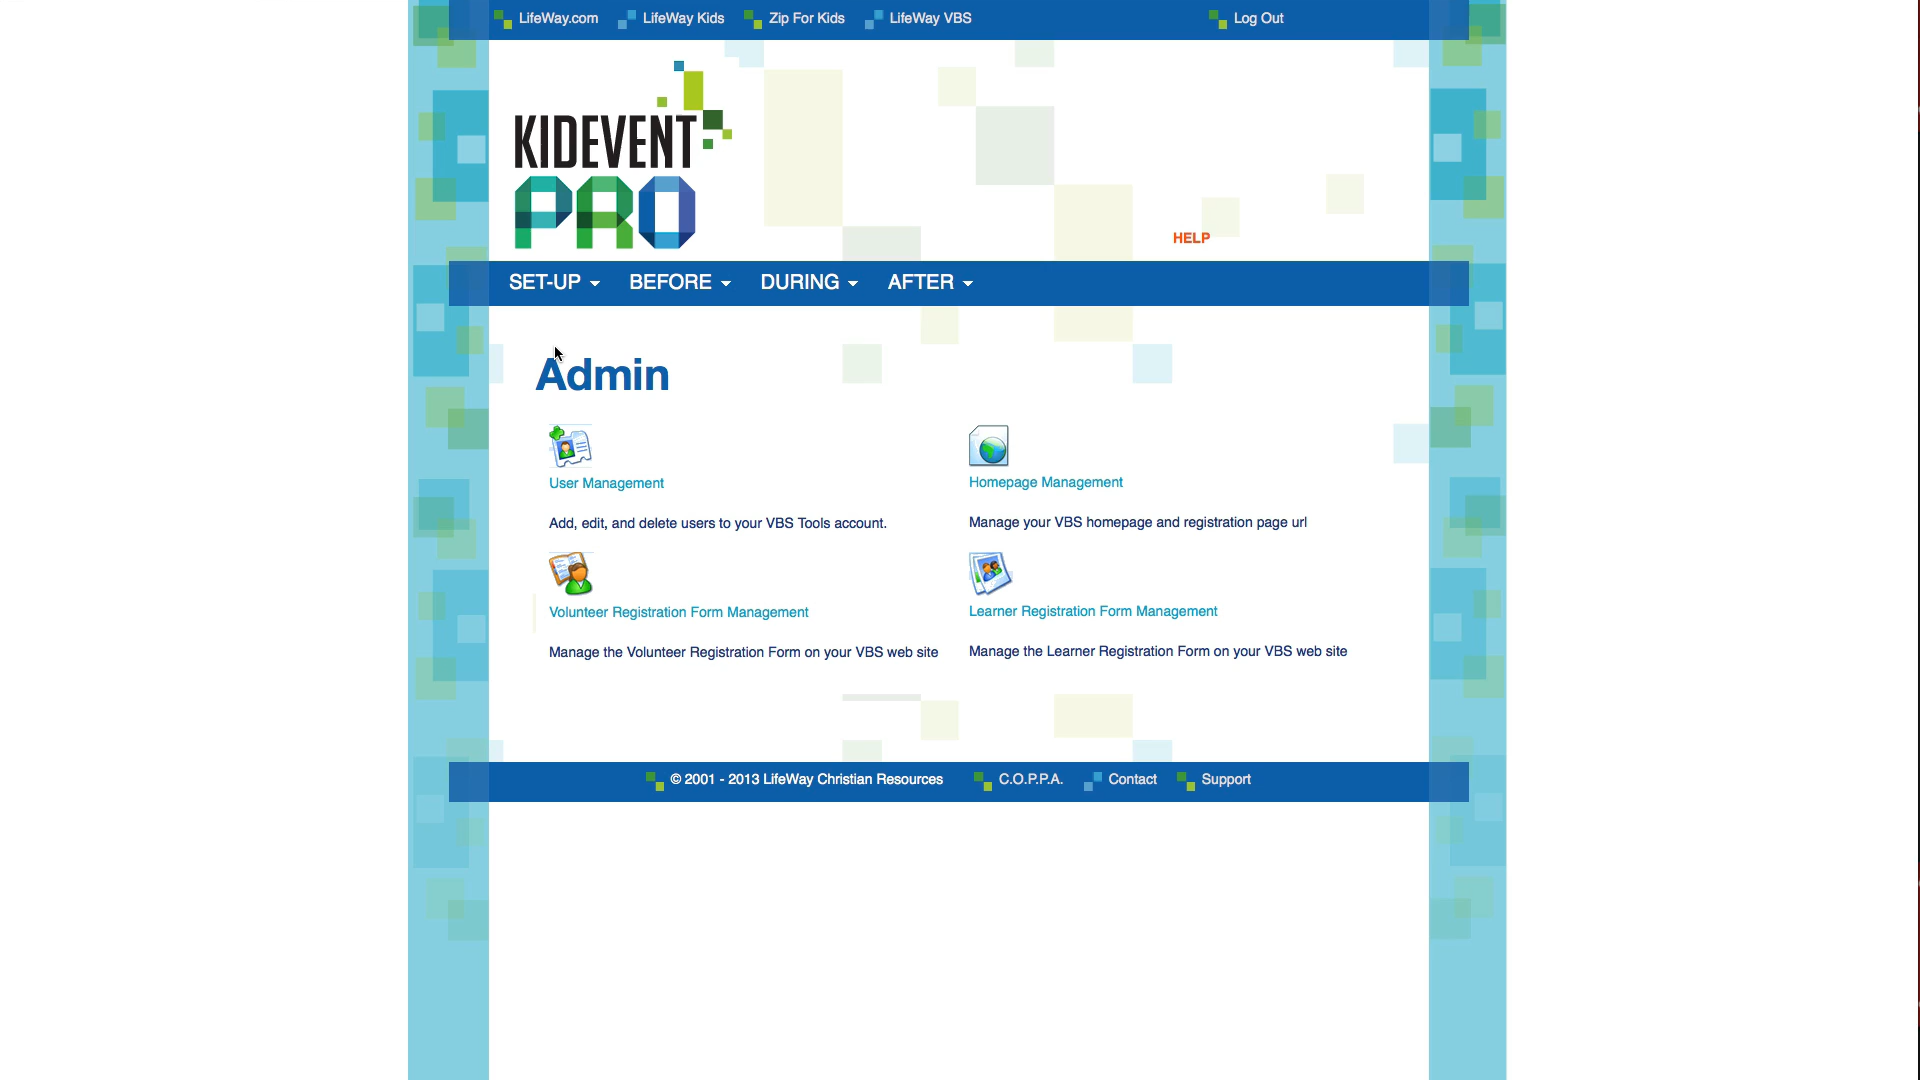 LifeWay.com LifeWay Kids Zip For Kids LifeWay VBS Log Out
KIDEVENT
PRO
HELP
SET-UP BEFORE DURING AFTER
Admin
User Management Homepage Management
Add, edit, and delete users to your VBS Tools account. Manage your VBS homepage and registration page url
Volunteer Registration Form Management Learner Registration Form Management
Manage the Volunteer Registration Form on your VBS web site Manage the Learner Registration Form on your VBS web site
© 2001 - 2013 LifeWay Christian Resources C.O.P.P.A. Contact Support